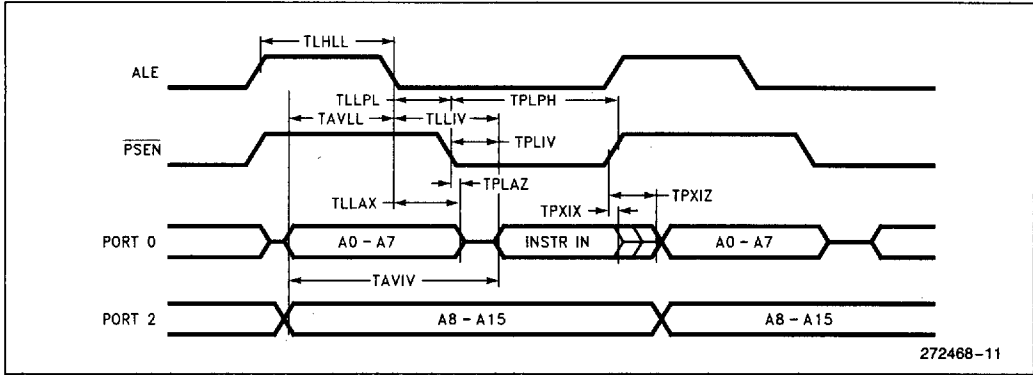 TLHLL
ALE
TLLPL
TPLPH
TAVLL
TLLIV
PSEN
TPLIV
TPLAZ
TLLAX
TPXIZ
TPXIX
PORT 0
A0 – A7
INSTR IN
A0 – A7
TAVIV
PORT 2
A8 – A15
A8 – A15
272468–11